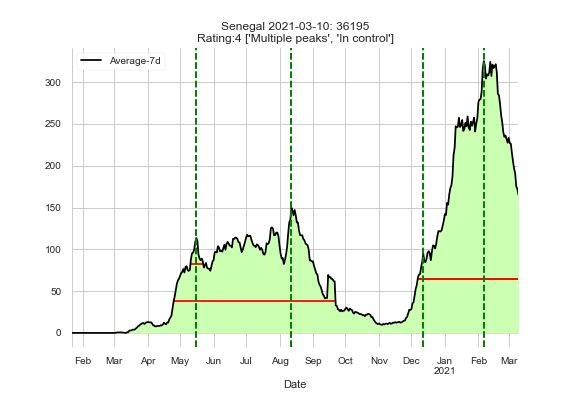 Senegal 2021-03-10: 36195
Rating:4 ['Multiple peaks', 'In control']
Average-7d
300
250
200
150
100
50
0
Feb Mar Apr May Jun Jul Aug Sep Oct Nov Dec Jan Feb Mar
2021
Date